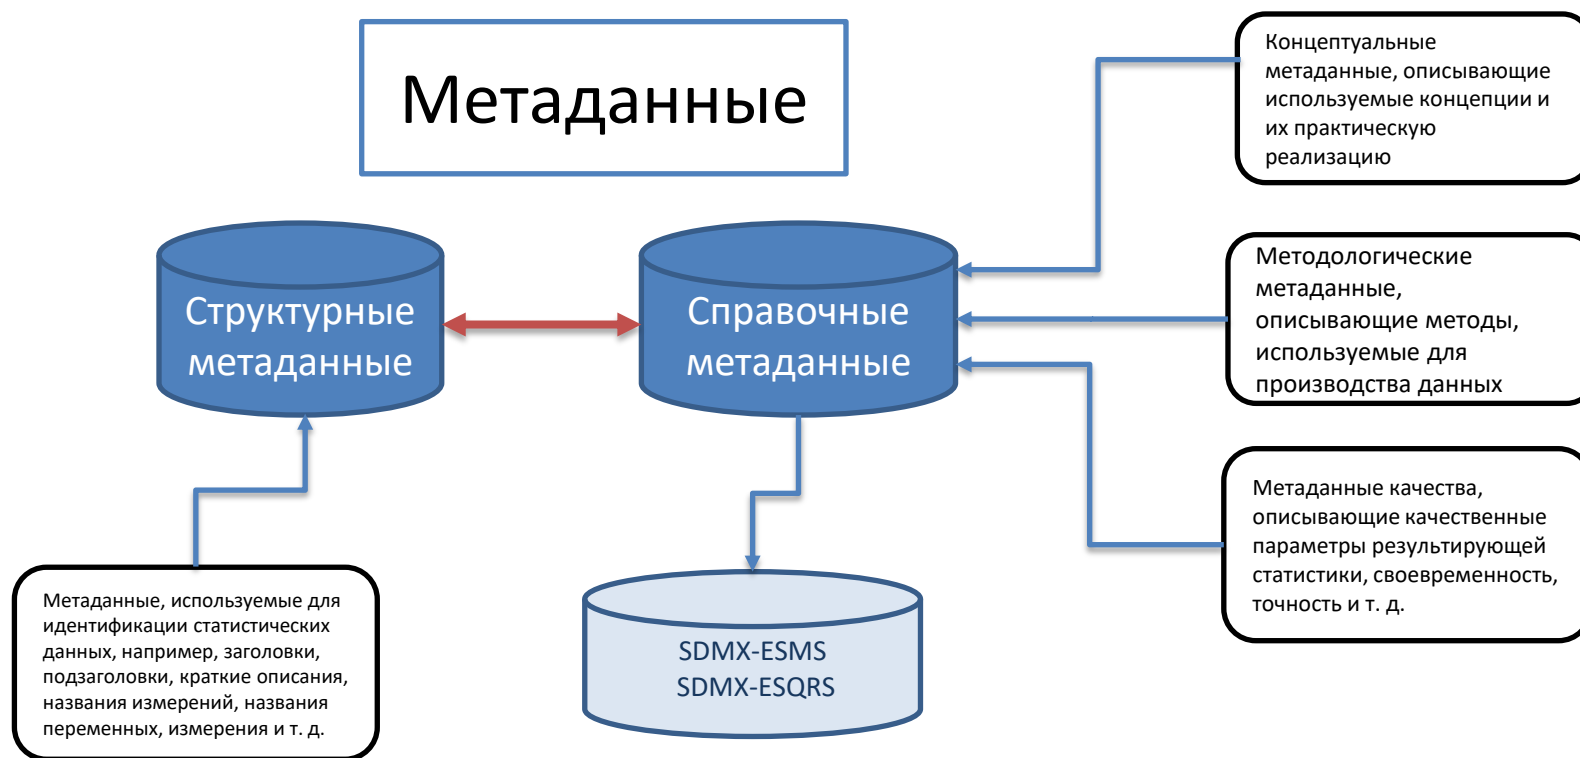 Метаданные
Концептуальные
метаданные, описывающие
используемые концепции и
их практическую
реализацию
Структурные
метаданные
Справочные
метаданные
Методологические
метаданные,
описывающие методы,
используемые для
производства данных
Метаданные качества,
описывающие качественные
параметры результирующей
статистики, своевременность,
точность и т. д.
Метаданные, используемые для
идентификации статистических
данных, например, заголовки,
подзаголовки, краткие описания,
названия измерений, названия
переменных, измерения и т. д.
SDMX-ESMS
SDMX-ESQRS